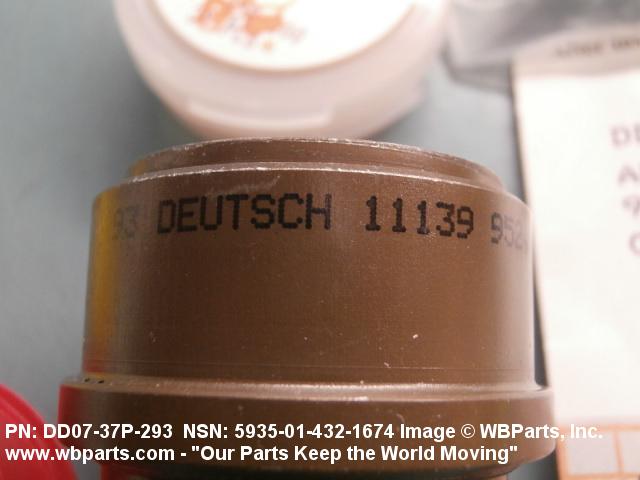 93 DEUTSCH 11139 952
PN: DD07-37P-293 NSN: 5935-01-432-1674 Image © WBParts, Inc.
www.wbparts.com - "Our Parts Keep the World Moving"